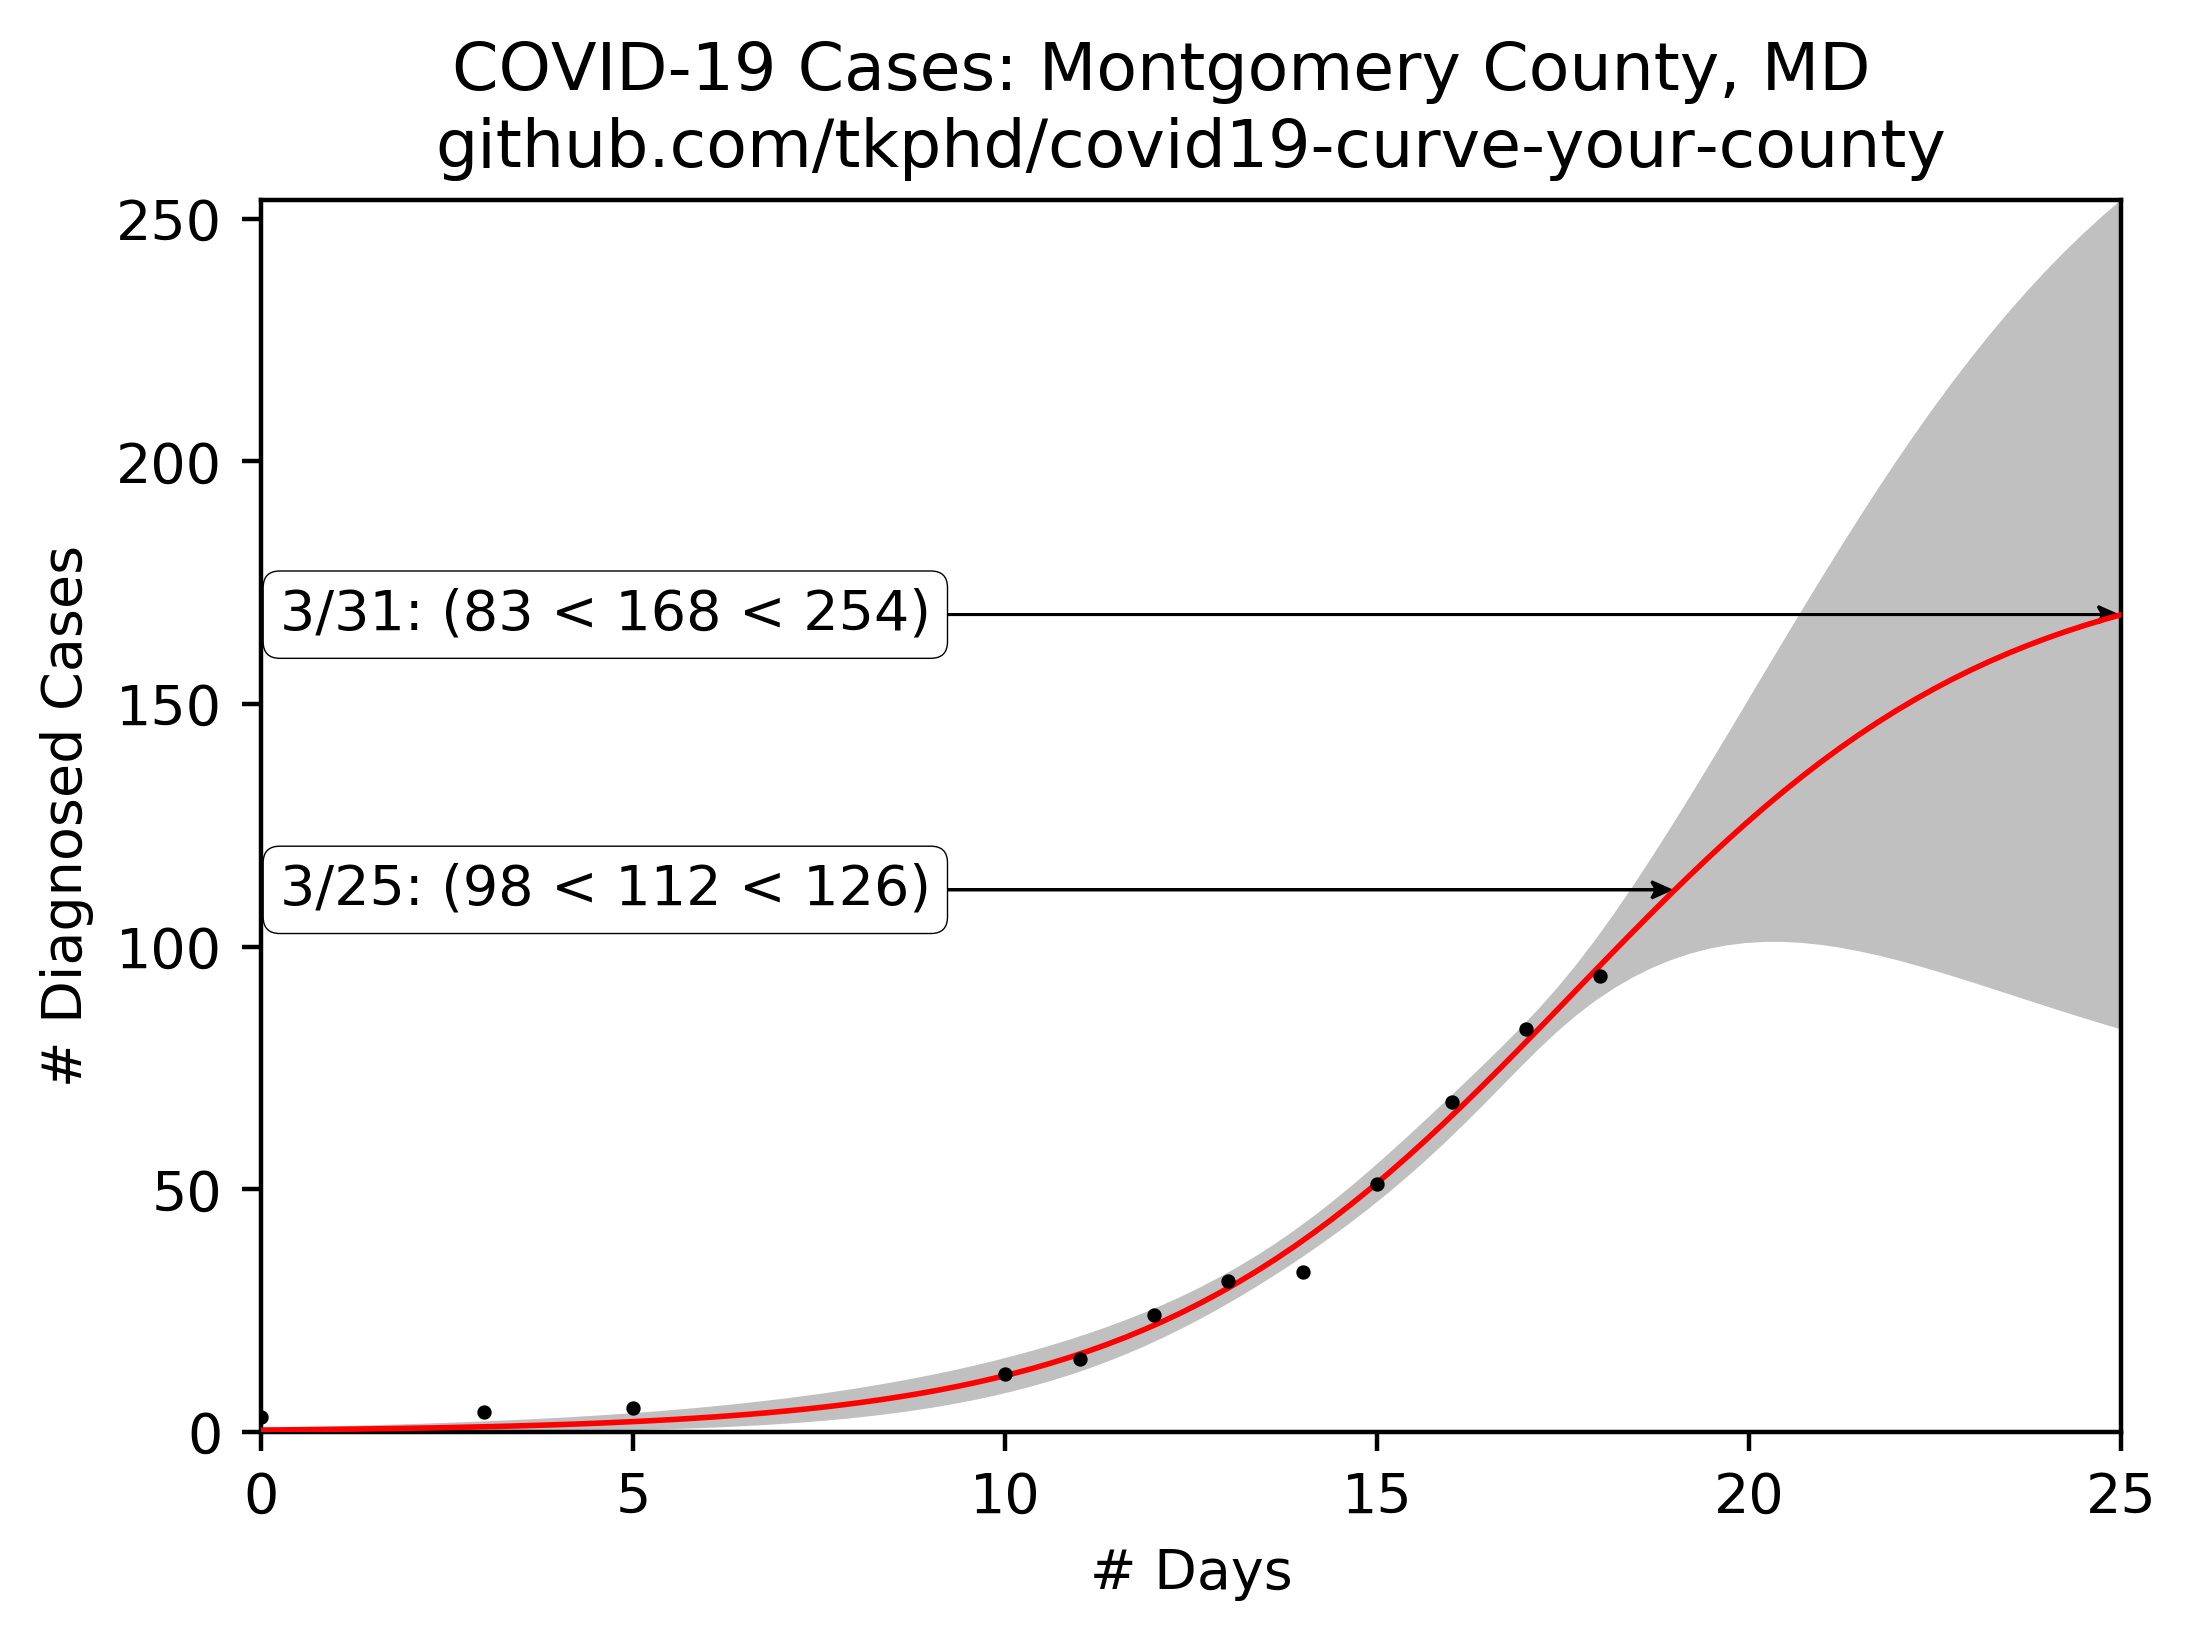 COVID-19 Cases: Montgomery County, MD
github.com/tkphd/covid19-curve-your-county
250
200
150
100
50
0
# Diagnosed Cases
3/31: (83 < 168 < 254)
3/25: (98 < 112 < 126)
0 5 10 15 20 25
# Days